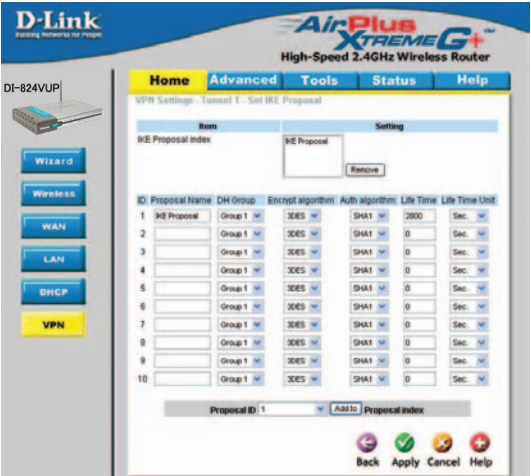 D-Link
Building Networks for People
AirPlus
XTREME G+™
High-Speed 2.4GHz Wireless Router
DI-824VUP
Home Advanced Tools Status Help
VPN Settings - Tunnel 1 - Set IKE Proposal
Item Setting
IKE Proposal index IKE Proposal
Remove
ID Proposal Name DH Group Encrypt algorithm Auth algorithm Life Time Life Time Unit
1 IKE Proposal Group 1 3DES SHA1 2800 Sec.
2 Group 1 3DES SHA1 0 Sec.
3 Group 1 3DES SHA1 0 Sec.
4 Group 1 3DES SHA1 0 Sec.
5 Group 1 3DES SHA1 0 Sec.
6 Group 1 3DES SHA1 0 Sec.
7 Group 1 3DES SHA1 0 Sec.
8 Group 1 3DES SHA1 0 Sec.
9 Group 1 3DES SHA1 0 Sec.
10 Group 1 3DES SHA1 0 Sec.
Proposal ID 1 Add to Proposal index
Back Apply Cancel Help
Wizard
Wireless
WAN
LAN
DHCP
VPN